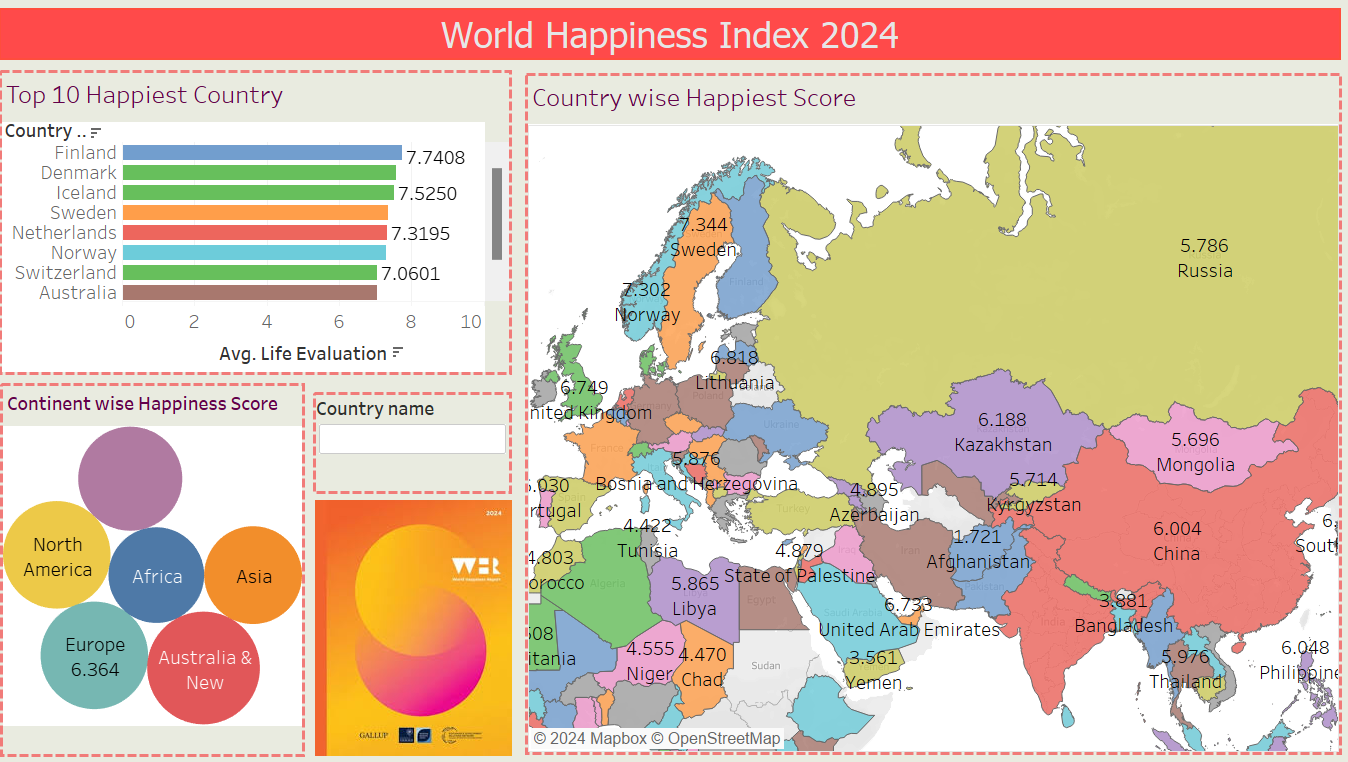 World Happiness Index 2024
Top 10 Happiest Country
Country ..
Finland 7.7408
Denmark
Iceland 7.5250
Sweden
Netherlands 7.3195
Norway
Switzerland 7.0601
Australia
0 2 4 6 8 10
Avg. Life Evaluation
Continent wise Happiness Score
North
America
Africa
Asia
Europe
6.364
Australia &
New
Country name
2024
WHR
World Happiness Report
GALLUP
Country wise Happiest Score
5.786
Russia
7.344
Sweden
Finland
7.302
Norway
6.818
Lithuania
6.749
nited Kingdom
Poland
Ukraine
France
6.188
Kazakhstan
5.696
Mongolia
5.876
Bosnia and Herzegovina
.030
rtugal
Spain
Turkey
4.895
Azerbaijan
5.714
Kyrgyzstan
6.004
China
6.
South
4.422
Tunisia
4.803
orocco
Algeria
4.879
State of Palestine
Iraq
Iran
1.721
Afghanistan
Pakistan
5.865
Libya
Egypt
Saudi Arabia
6.733
United Arab Emirates
India
3.881
Bangladesh
608
itania
4.555
Niger
4.470
Chad
Sudan
3.561
Yemen
5.976
Thailand
6.048
Philippine
© 2024 Mapbox © OpenStreetMap